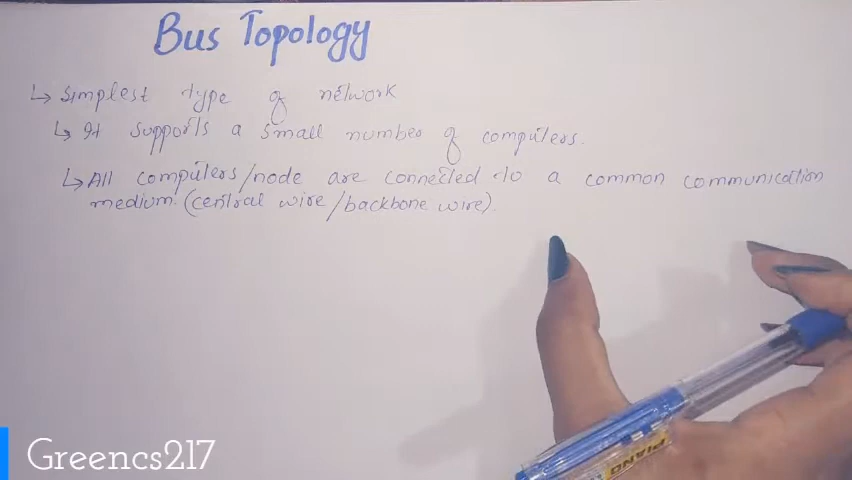 Bus Topology
↳ simplest type of network
↳ It supports a small number of computers.
↳ All computers/node are connected to a common communication
medium. (central wire/backbone wire).
PIANO
Greencs217